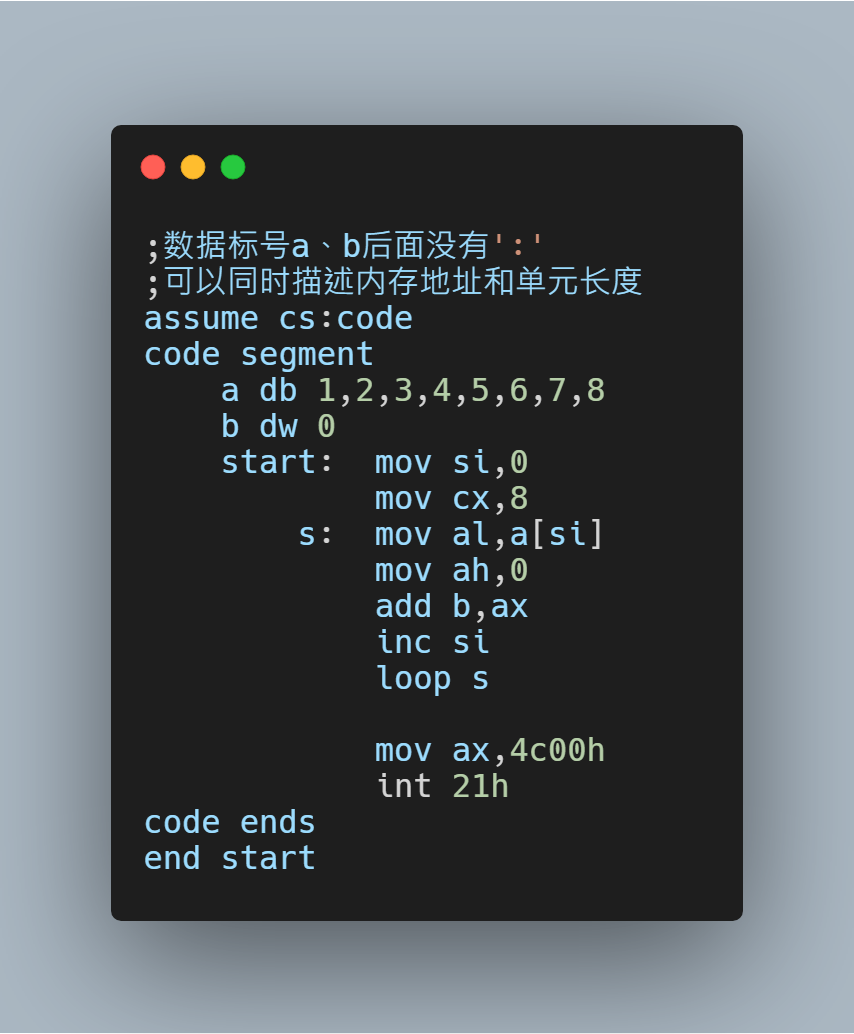 ;数据标号a、b后面没有':'
;可以同时描述内存地址和单元长度
assume cs:code
code segment
    a db 1,2,3,4,5,6,7,8
    b dw 0
    start:  mov si,0
            mov cx,8
        s:  mov al,a[si]
            mov ah,0
            add b,ax
            inc si
            loop s

            mov ax,4c00h
            int 21h
code ends
end start